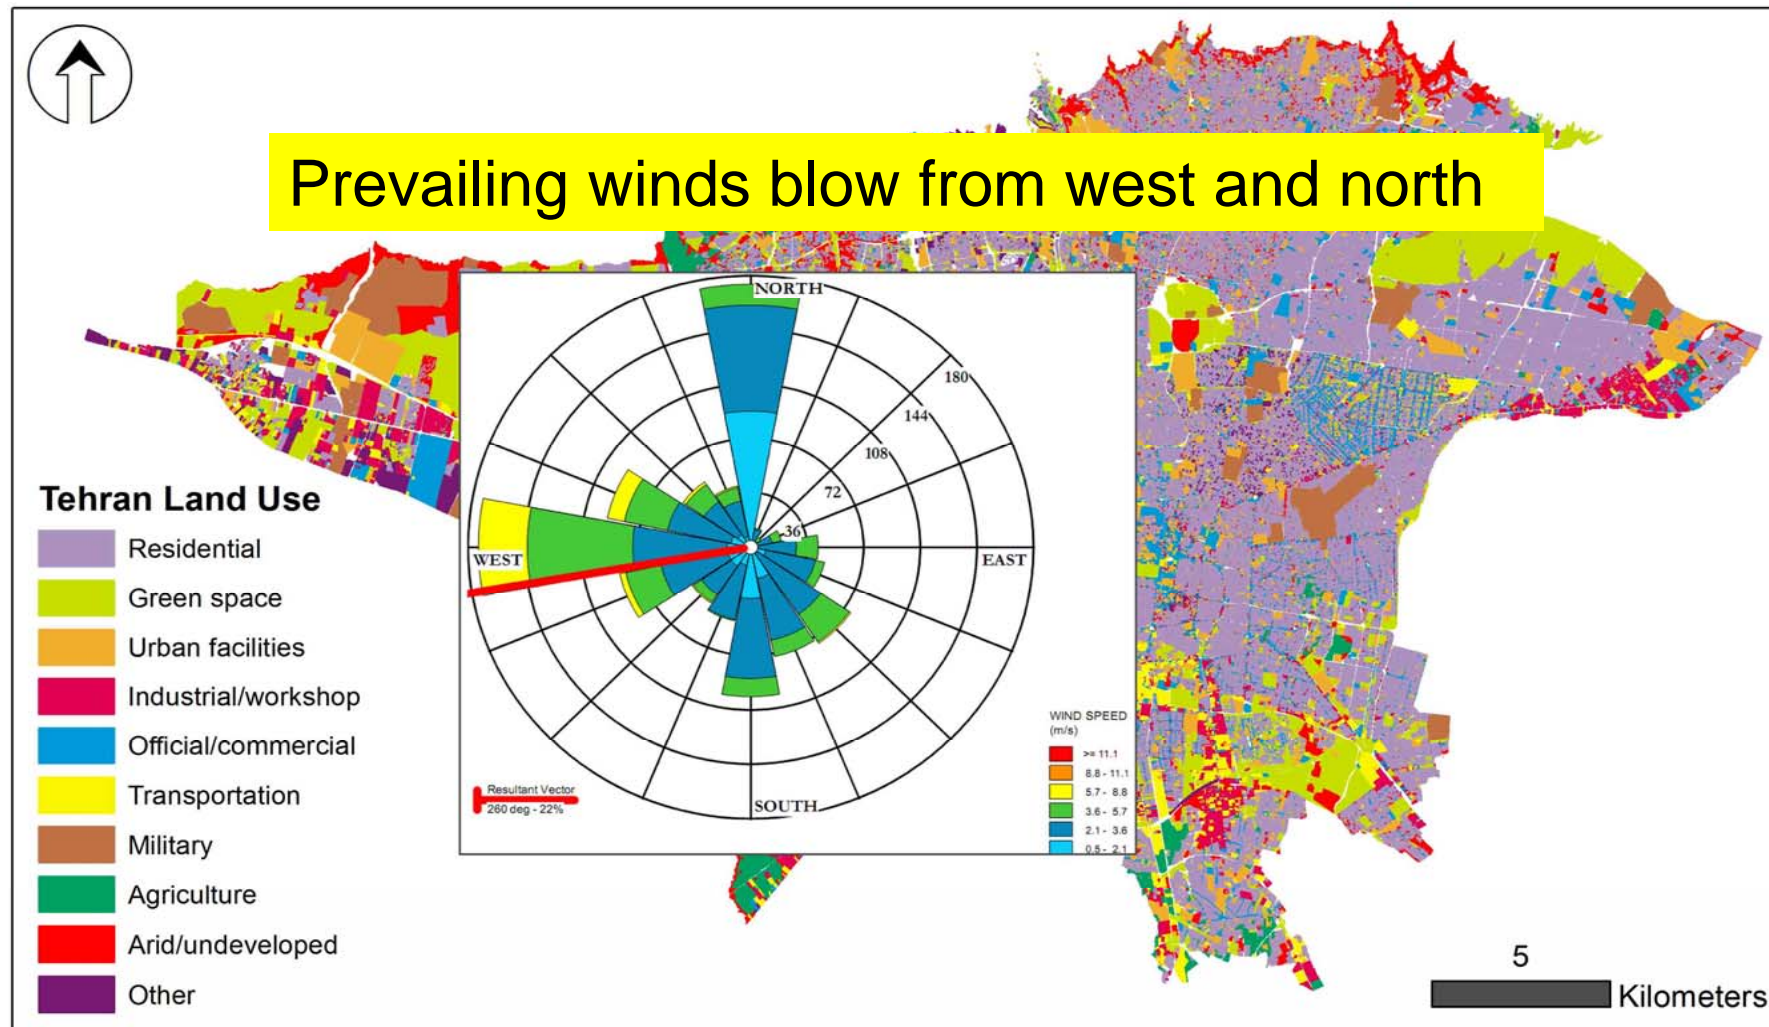 Prevailing winds blow from west and north
NORTH
180
144
108
72
36
WEST
EAST
SOUTH
WIND SPEED
(m/s)
>= 11.1
8.8 - 11.1
5.7 - 8.8
3.6 - 5.7
2.1 - 3.6
0.5 - 2.1
Resultant Vector
260 deg - 22%
Tehran Land Use
Residential
Green space
Urban facilities
Industrial/workshop
Official/commercial
Transportation
Military
Agriculture
Arid/undeveloped
Other
5
Kilometers